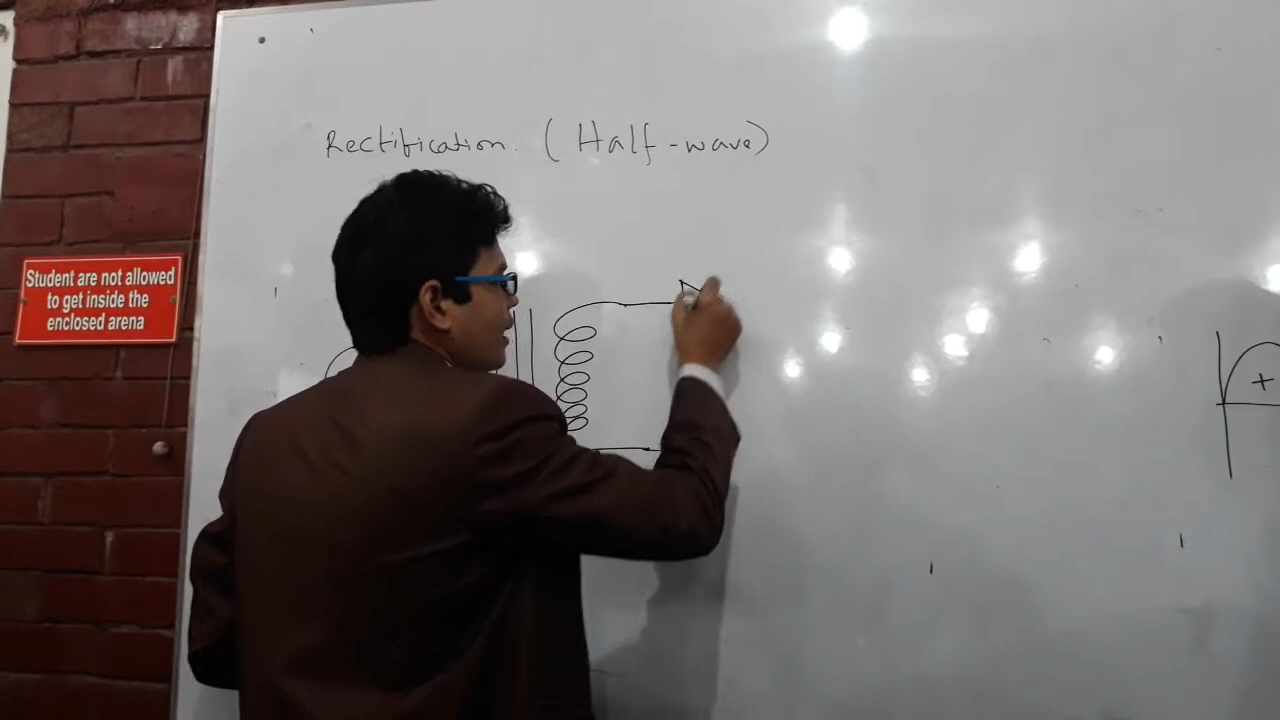 Rectification. (Half-wave)
Student are not allowed
to get inside the
enclosed arena
+